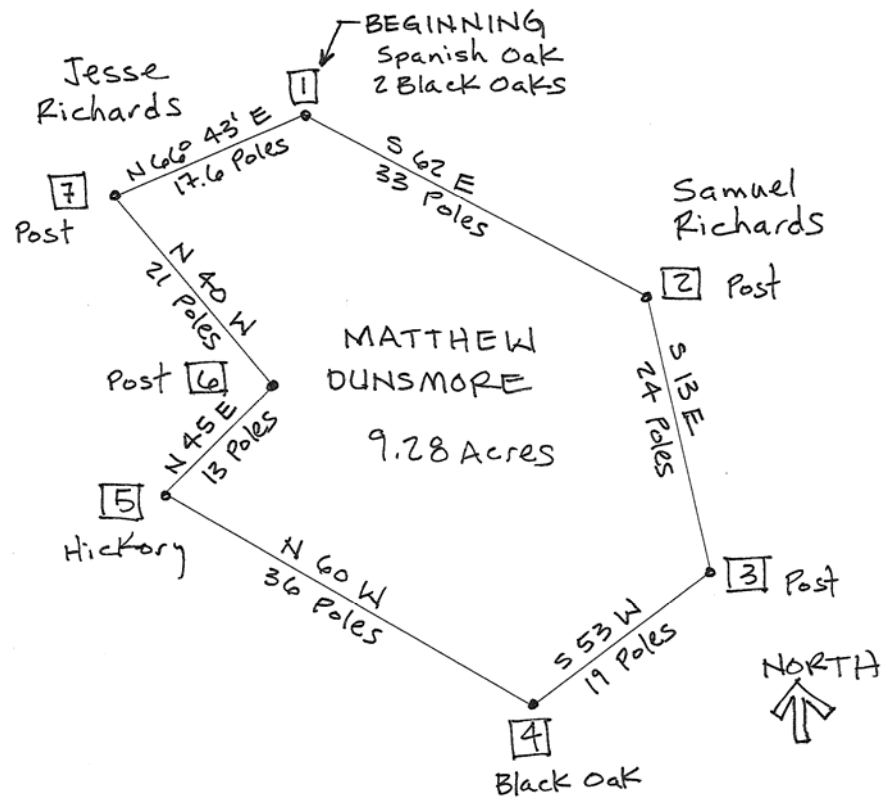 BEGINNING
Spanish Oak
2 Black Oaks
1
Jesse
Richards
N 66° 43' E
17.6 Poles
S 62 E
33 Poles
7
Post
Samuel
Richards
2 Post
N 40 W
21 Poles
MATTHEW
DUNSMORE
9.28 Acres
Post 6
S 13 E
24 Poles
N 45 E
13 Poles
5
Hickory
N 60 W
36 Poles
3 Post
S 53 W
19 Poles
NORTH
4
Black Oak